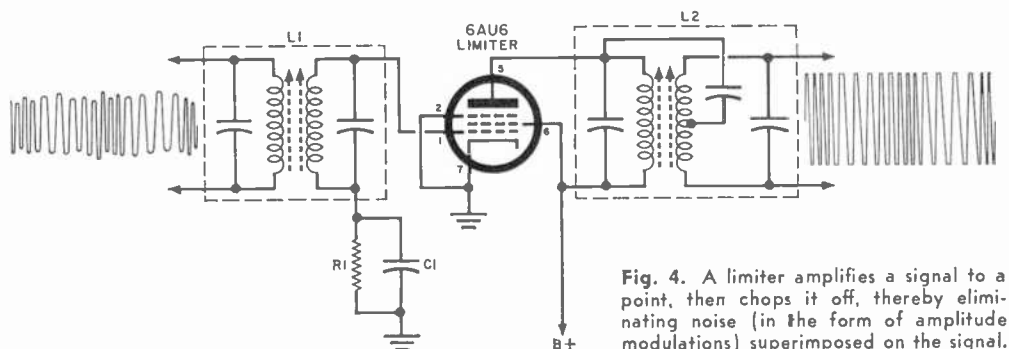 L1
6AU6
LIMITER
L2
5
2
1
6
7
R1
C1
B+
Fig. 4. A limiter amplifies a signal to a
point, then chops it off, thereby elimi-
nating noise (in the form of amplitude
modulations) superimposed on the signal.